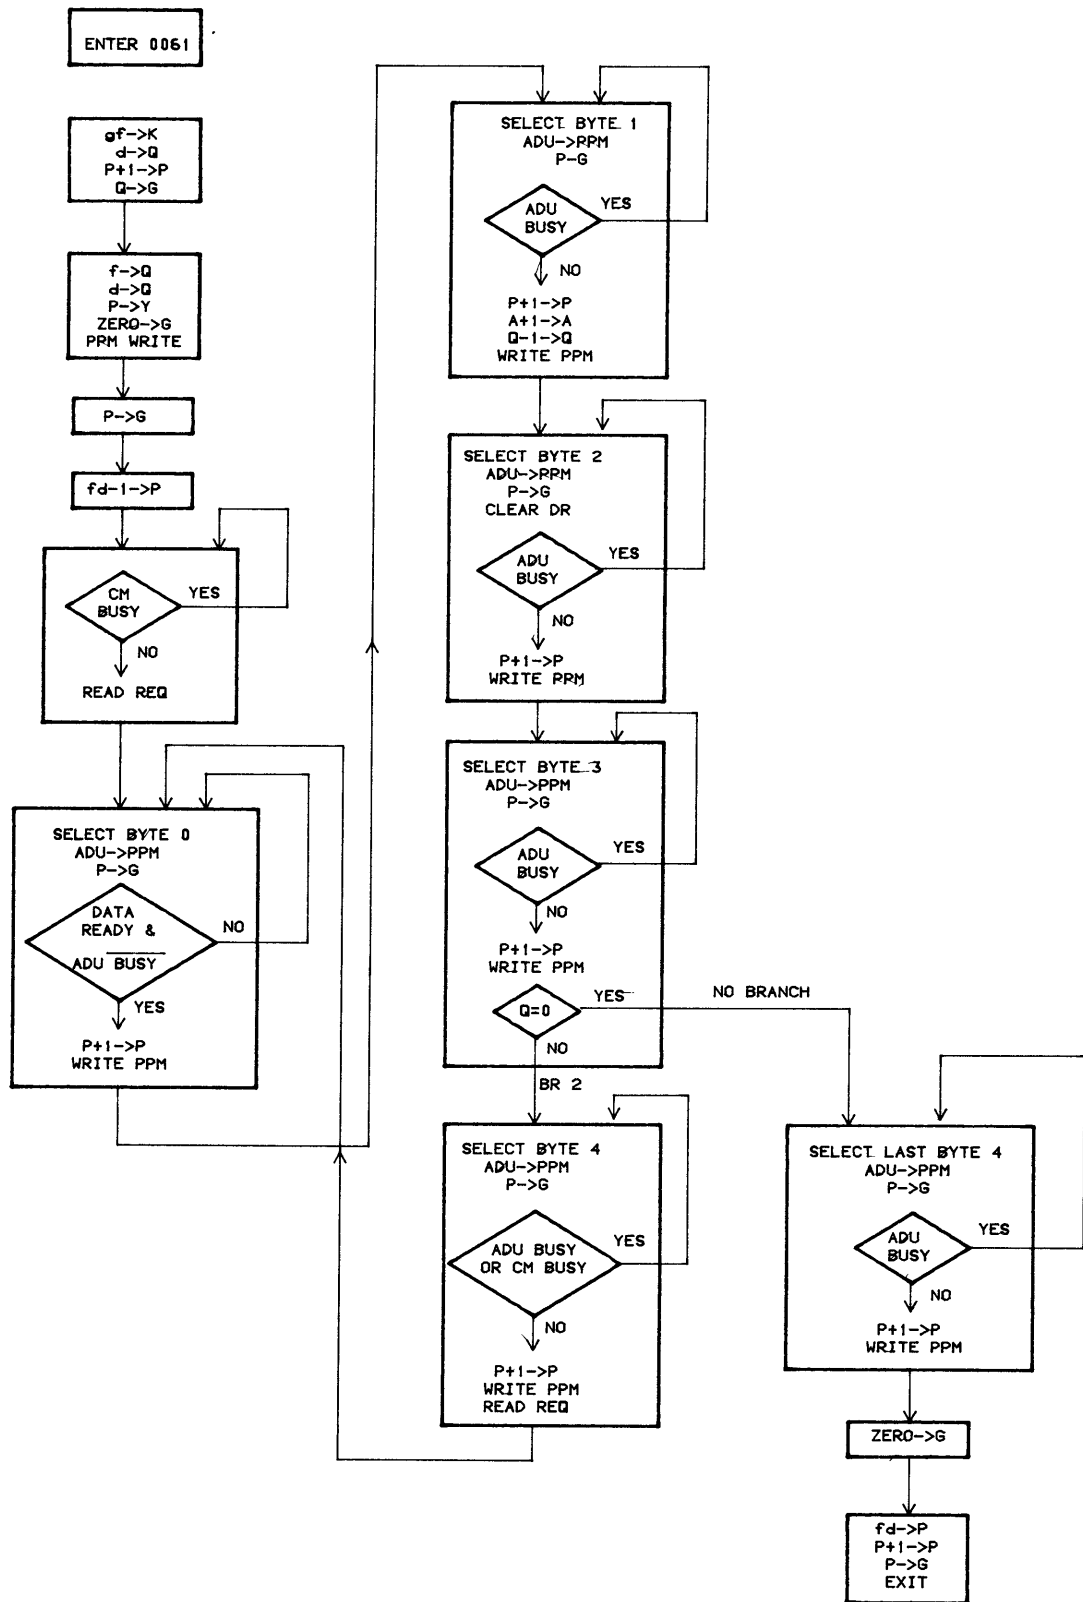 ENTER 0061
gf->K
d->Q
P+1->P
Q->G
f->Q
d->Q
P->Y
ZERO->G
PPM WRITE
P->G
fd-1->P
CM
BUSY
YES
NO
READ REQ
SELECT BYTE 0
ADU->PPM
P->G
DATA
READY &
ADU BUSY
NO
YES
P+1->P
WRITE PPM
SELECT BYTE 1
ADU->PPM
P-G
ADU
BUSY
YES
NO
P+1->P
A+1->A
Q-1->Q
WRITE PPM
SELECT BYTE 2
ADU->PPM
P->G
CLEAR DR
ADU
BUSY
YES
NO
P+1->P
WRITE PPM
SELECT BYTE 3
ADU->PPM
P->G
ADU
BUSY
YES
NO
P+1->P
WRITE PPM
Q=0
YES
NO BRANCH
NO
BR 2
SELECT BYTE 4
ADU->PPM
P->G
ADU BUSY
OR CM BUSY
YES
NO
P+1->P
WRITE PPM
READ REQ
SELECT LAST BYTE 4
ADU->PPM
P->G
ADU
BUSY
YES
NO
P+1->P
WRITE PPM
ZERO->G
fd->P
P+1->P
P->G
EXIT